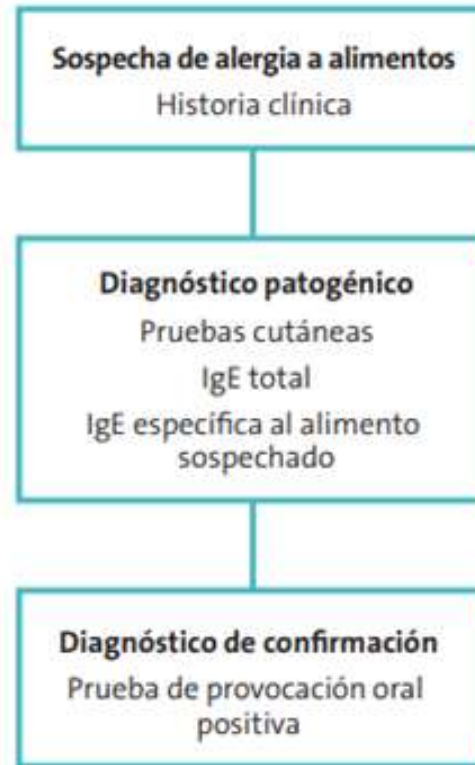 Sospecha de alergia a alimentos
Historia clínica
Diagnóstico patogénico
Pruebas cutáneas
IgE total
IgE específica al alimento
sospechado
Diagnóstico de confirmación
Prueba de provocación oral
positiva